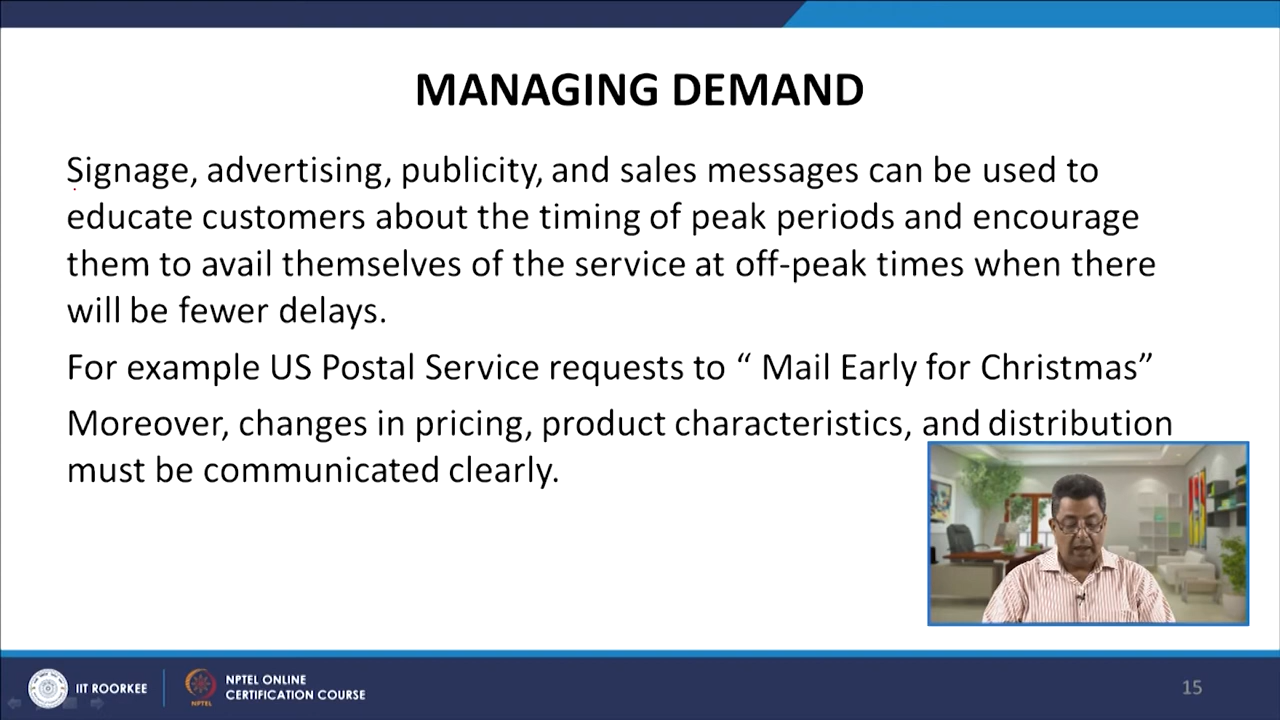 MANAGING DEMAND
Signage, advertising, publicity, and sales messages can be used to
educate customers about the timing of peak periods and encourage
them to avail themselves of the service at off-peak times when there
will be fewer delays.
For example US Postal Service requests to “ Mail Early for Christmas”
Moreover, changes in pricing, product characteristics, and distribution
must be communicated clearly.
IIT ROORKEE
NPTEL
NPTEL ONLINE
CERTIFICATION COURSE
15